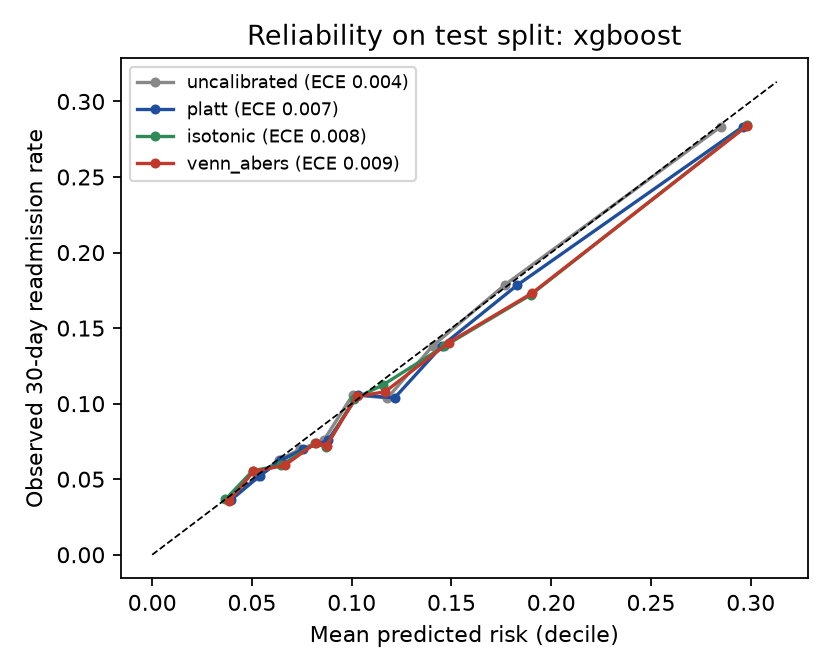 Reliability on test split: xgboost
uncalibrated (ECE 0.004)
platt (ECE 0.007)
isotonic (ECE 0.008)
venn_abers (ECE 0.009)
Observed 30-day readmission rate
0.30
0.25
0.20
0.15
0.10
0.05
0.00
0.00 0.05 0.10 0.15 0.20 0.25 0.30
Mean predicted risk (decile)